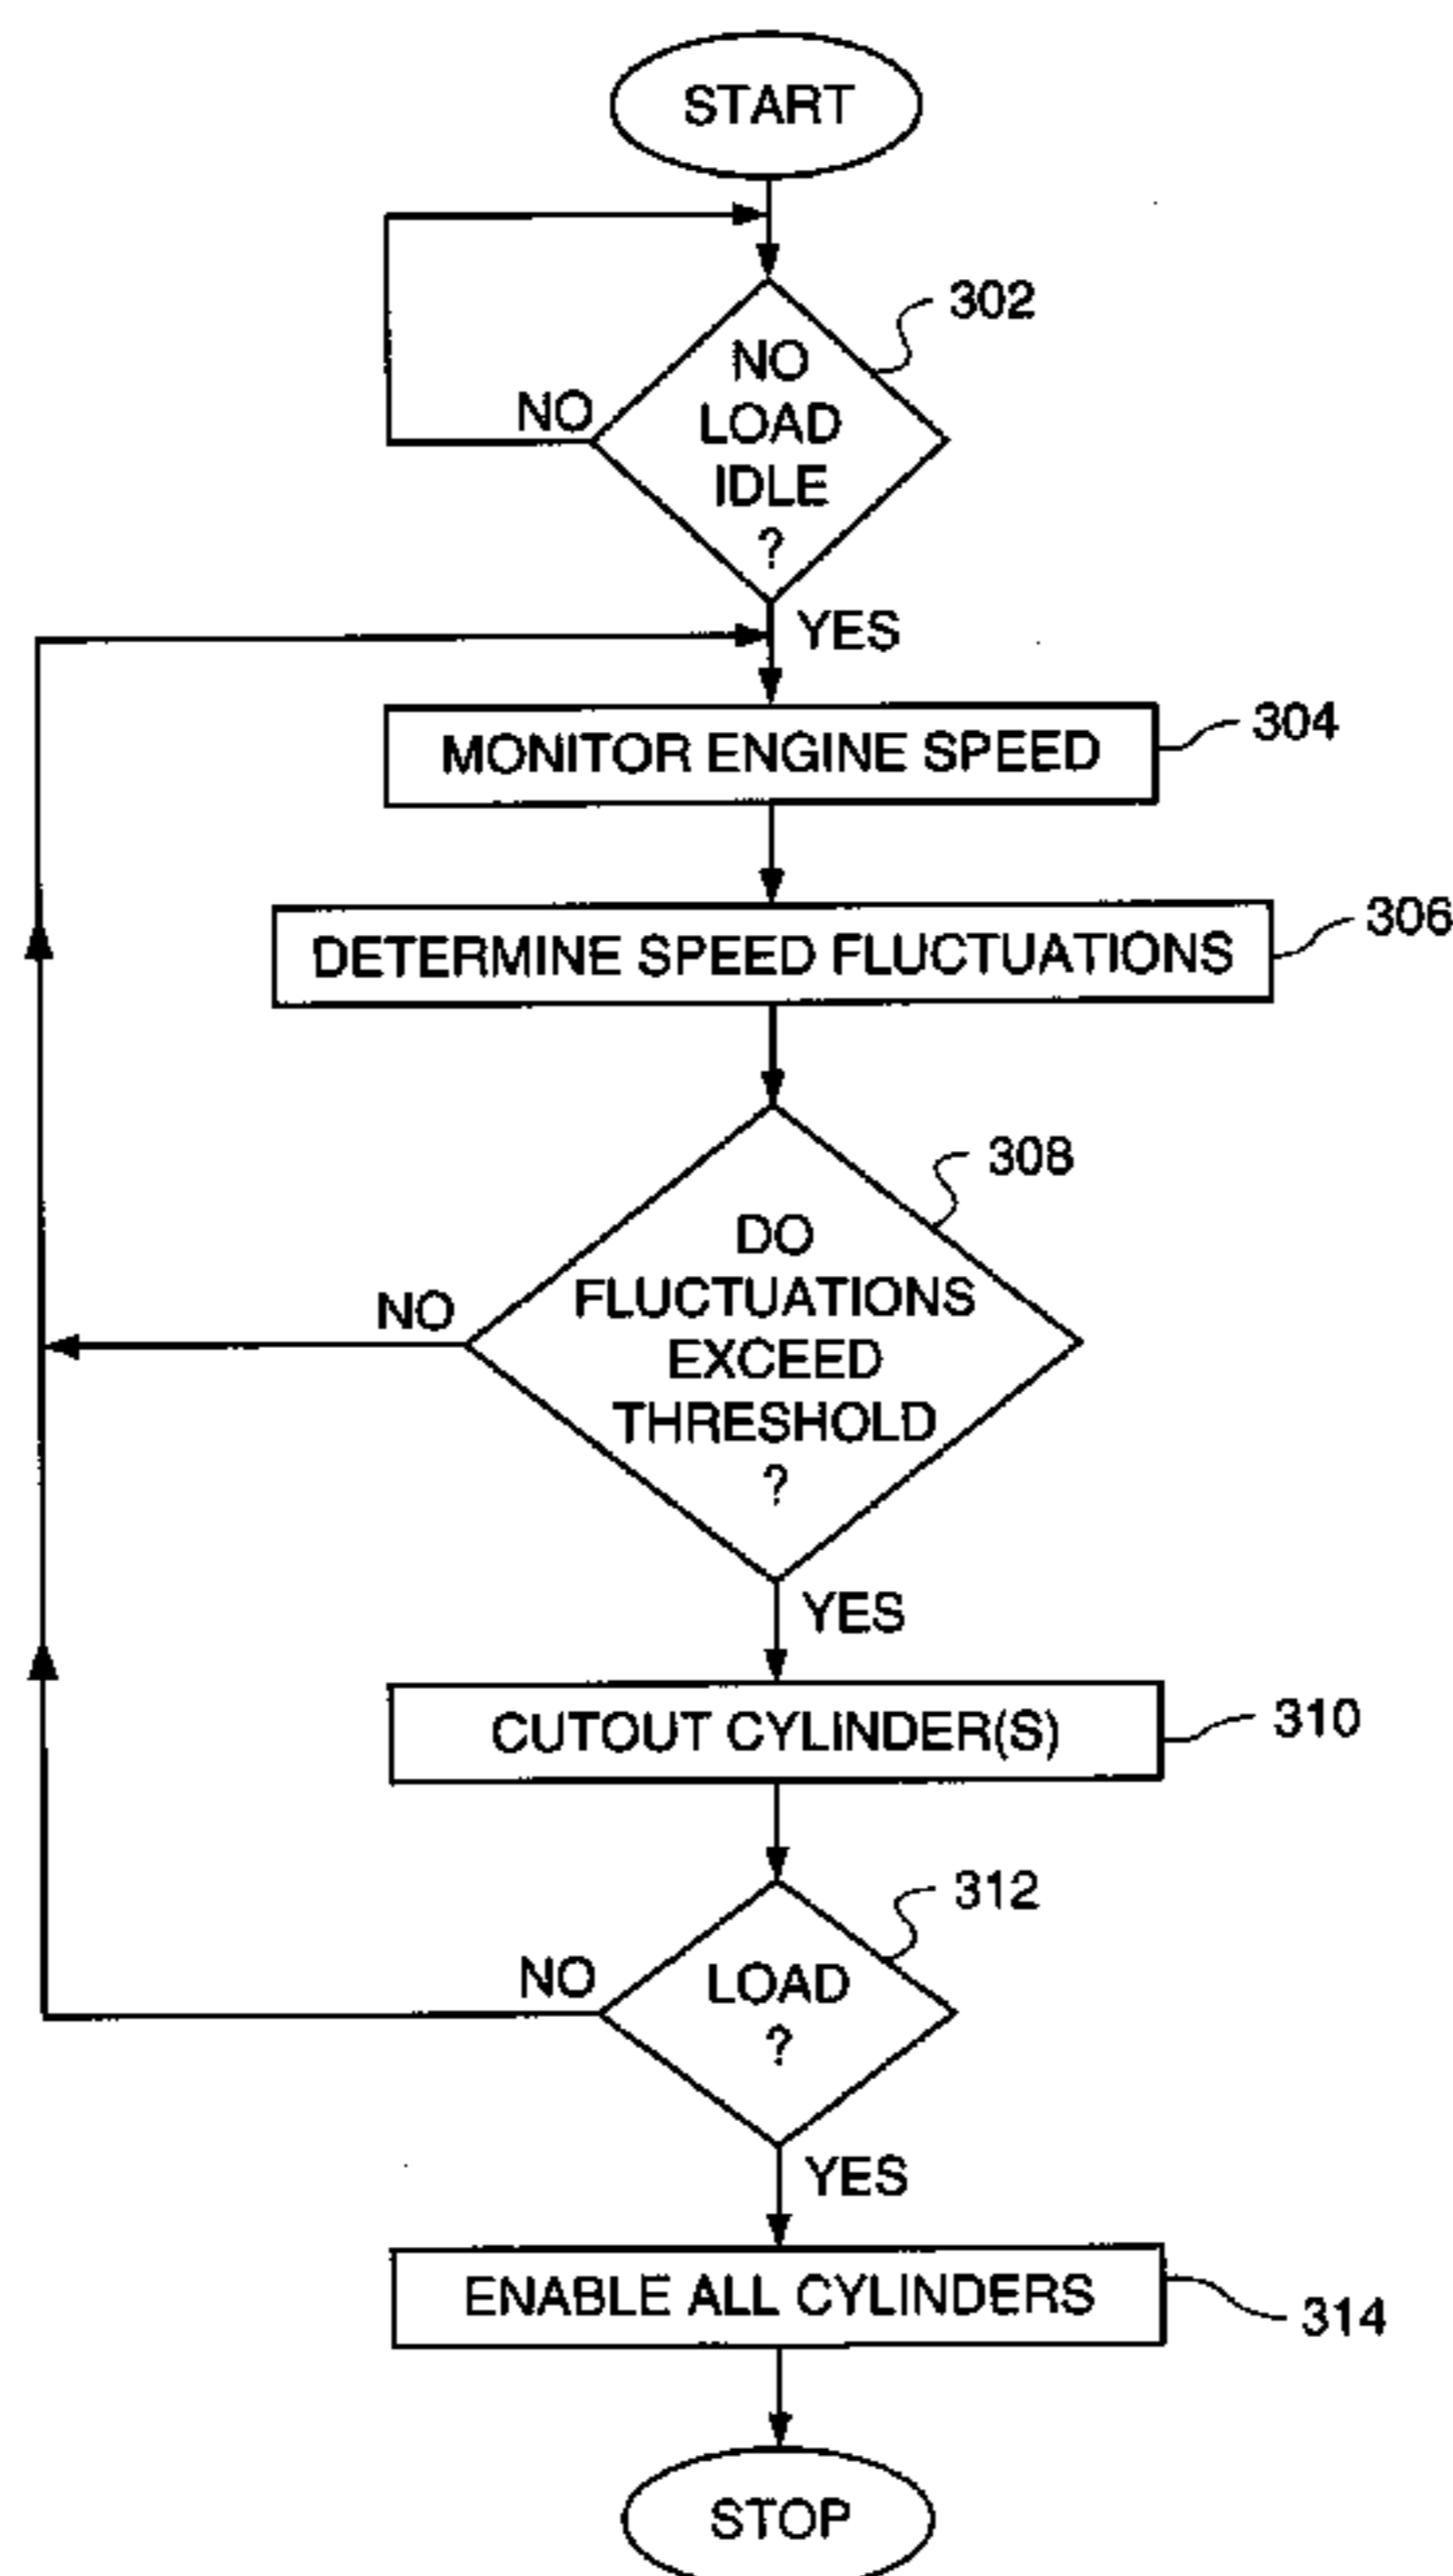 START
302
NO
LOAD
IDLE
?
NO
YES
MONITOR ENGINE SPEED
304
DETERMINE SPEED FLUCTUATIONS
306
308
DO
FLUCTUATIONS
EXCEED
THRESHOLD
?
NO
YES
CUTOUT CYLINDER(S)
310
312
LOAD
?
NO
YES
ENABLE ALL CYLINDERS
314
STOP